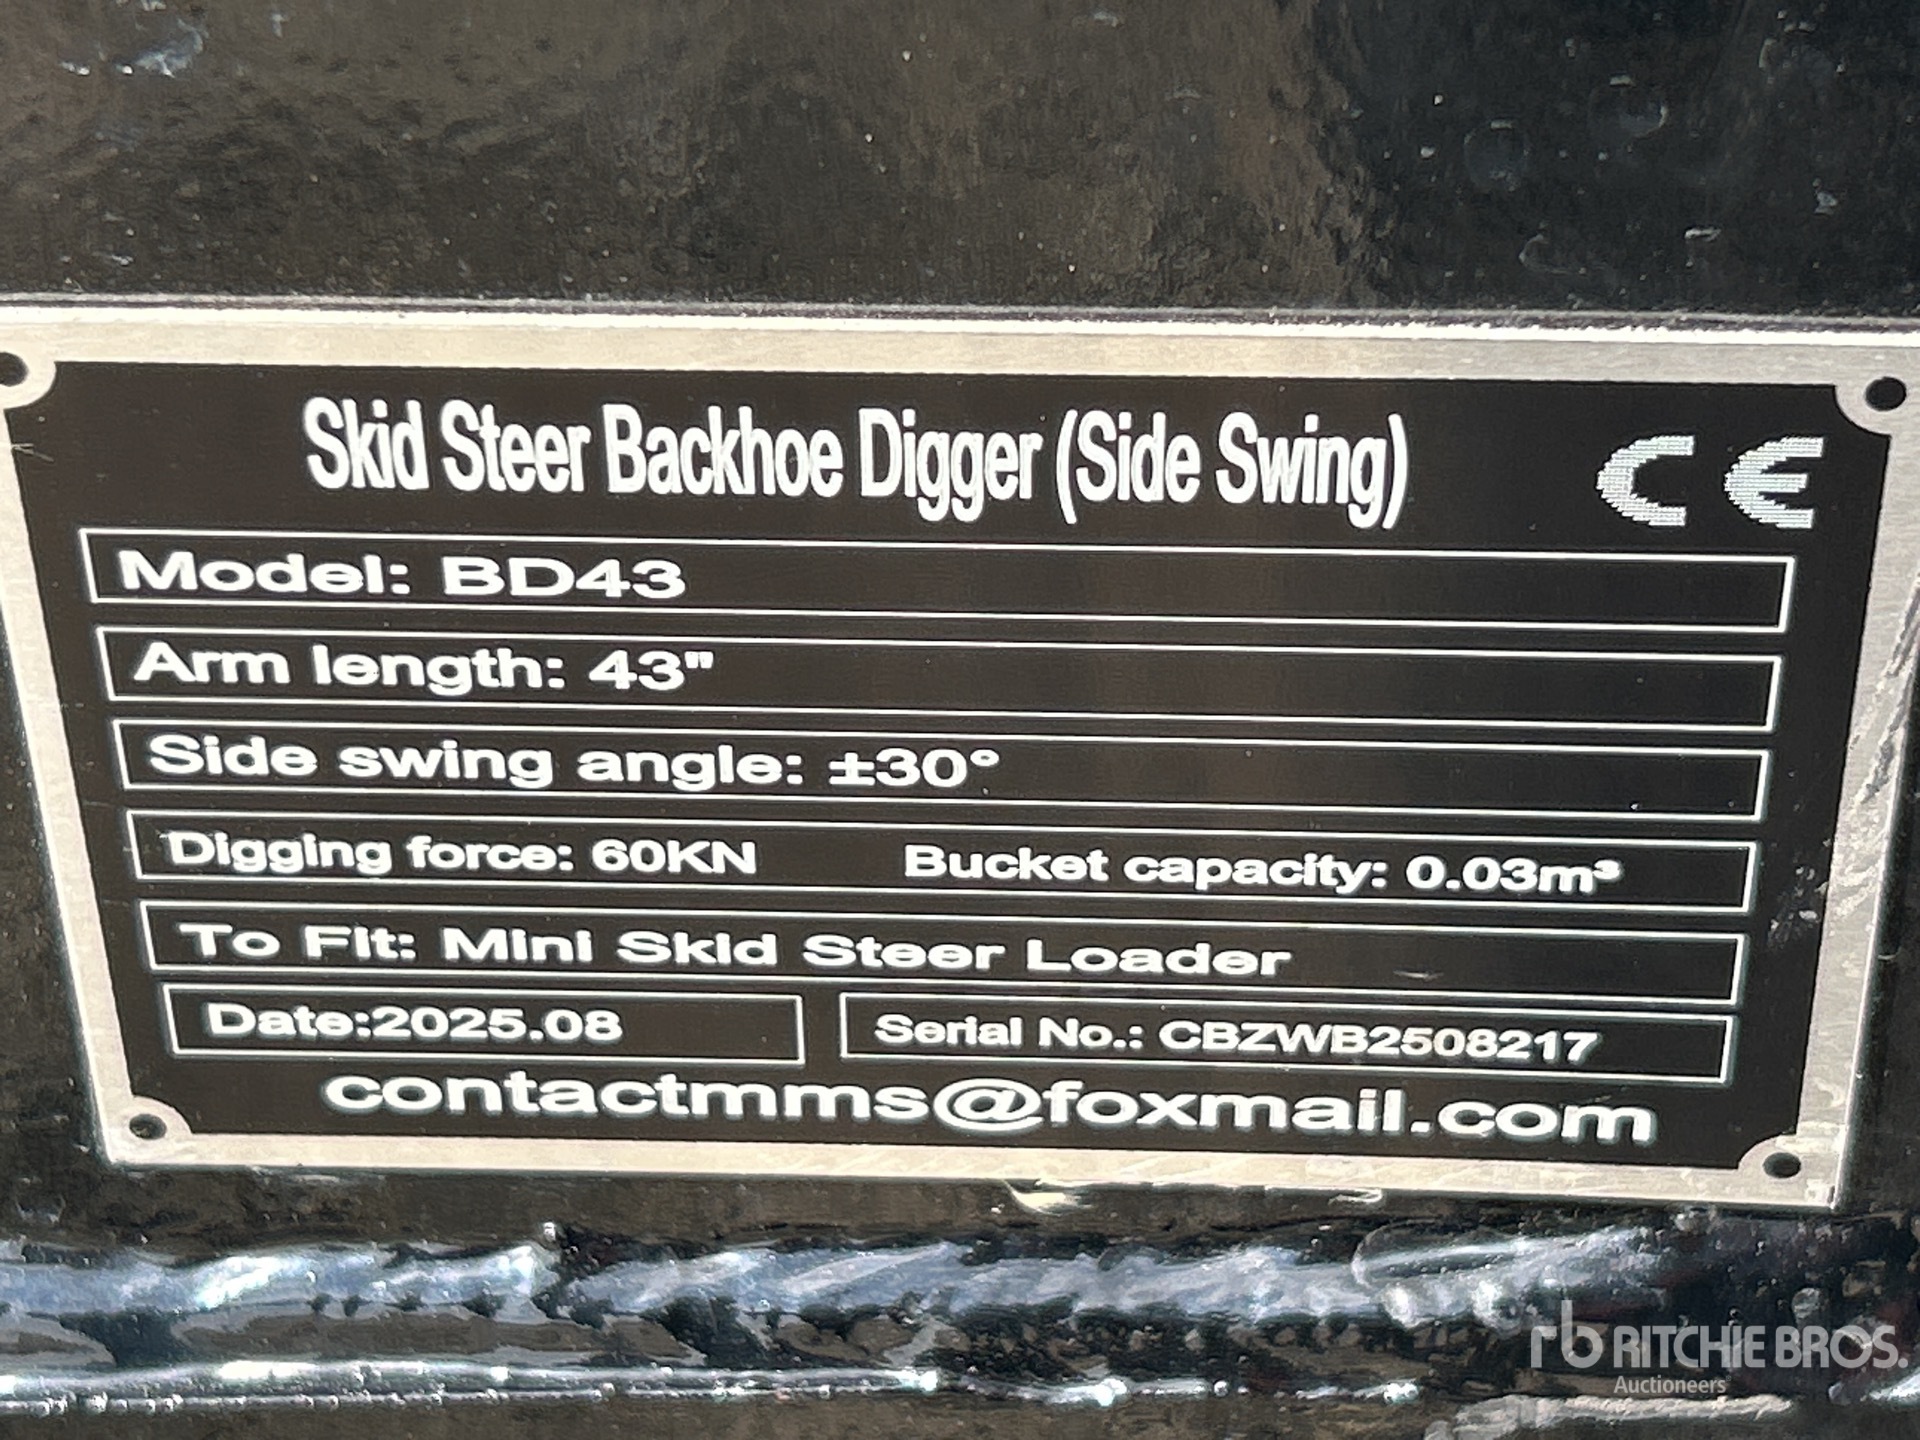 Skid Steer Backhoe Digger (Side Swing) CE
Model: BD43
Arm length: 43"
Side swing angle: ±30°
Digging force: 60KN Bucket capacity: 0.03m³
To Fit: Mini Skid Steer Loader
Date:2025.08 Serial No.: CBZWB2508217
contactmms@foxmail.com
rb RITCHIE BROS.
Auctioneers